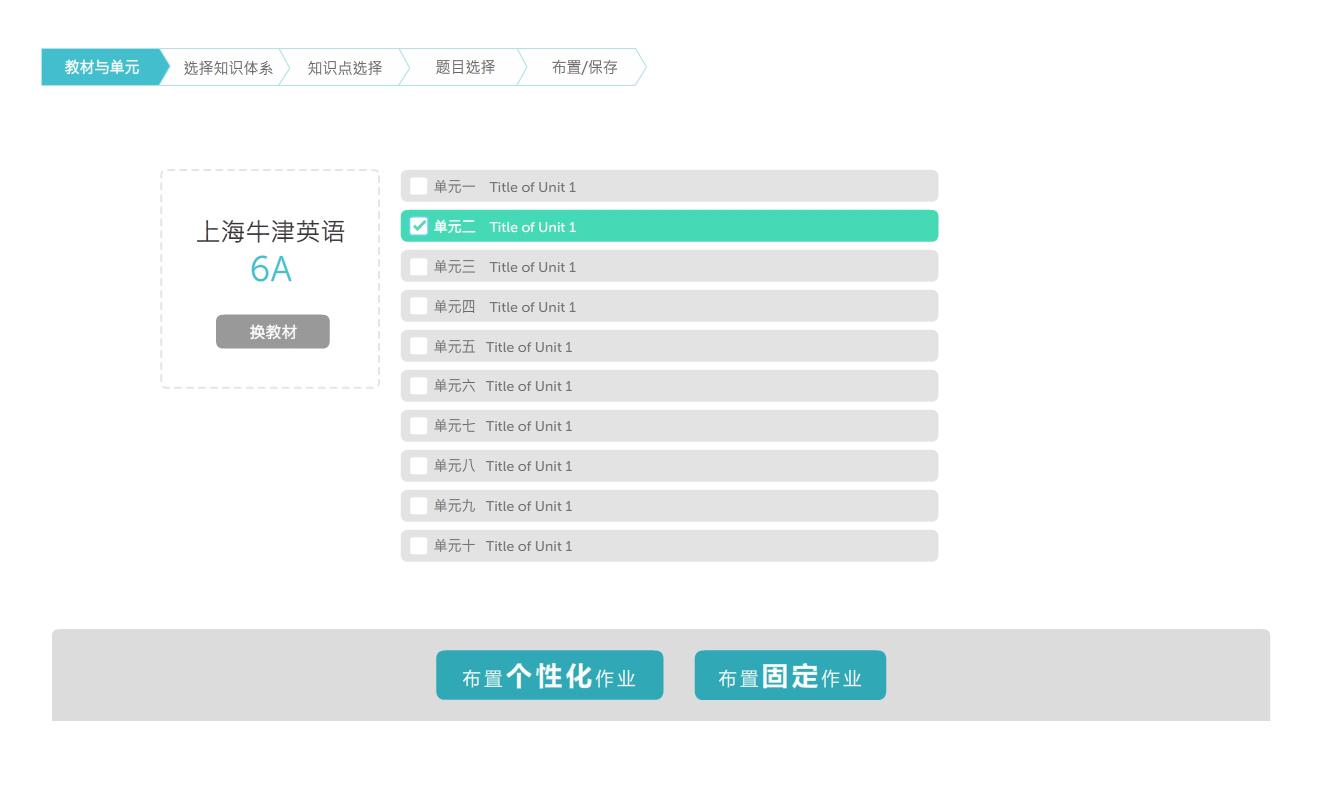 教材与单元 选择知识体系 知识点选择 题目选择 布置/保存
上海牛津英语
6A
换教材
单元一 Title of Unit 1
单元二 Title of Unit 1
单元三 Title of Unit 1
单元四 Title of Unit 1
单元五 Title of Unit 1
单元六 Title of Unit 1
单元七 Title of Unit 1
单元八 Title of Unit 1
单元九 Title of Unit 1
单元十 Title of Unit 1
布置个性化作业 布置固定作业